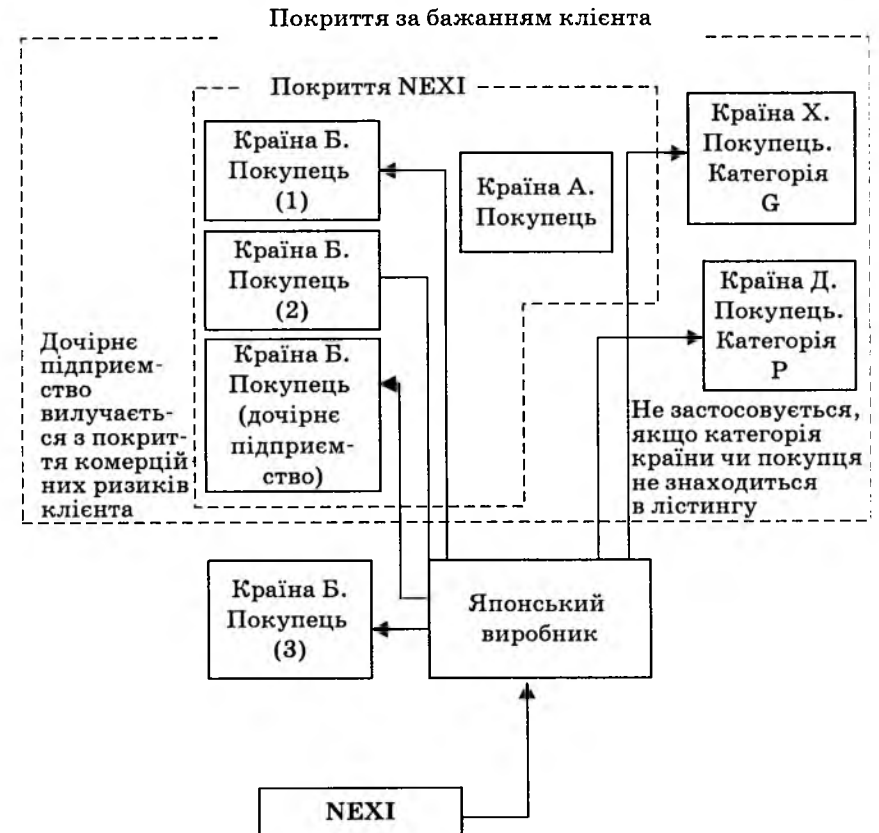 Покриття за бажанням клієнта
Покриття NEXI
Країна Б.
Покупець
(1)
Країна А.
Покупець
Країна Х.
Покупець.
Категорія
G
Країна Б.
Покупець
(2)
Країна Д.
Покупець.
Категорія
Р
Дочірнє
підприєм-
ство
вилучаєть-
ся з покрит-
тя комерцій
них ризиків
клієнта
Країна Б.
Покупець
(дочірнє
підприєм-
ство)
Не застосовується,
якщо категорія
країни чи покупця
не знаходиться
в лістингу
Країна Б.
Покупець
(3)
Японський
виробник
NEXI